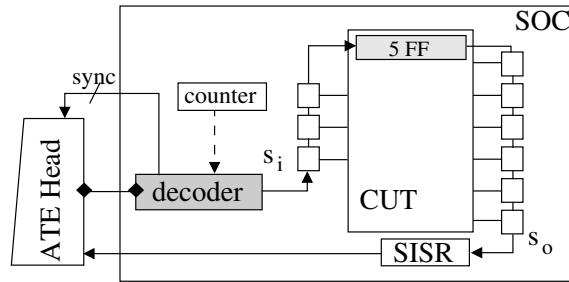 SOC
5 FF
sync
counter
s i
ATE Head
decoder
CUT
SISR
s o